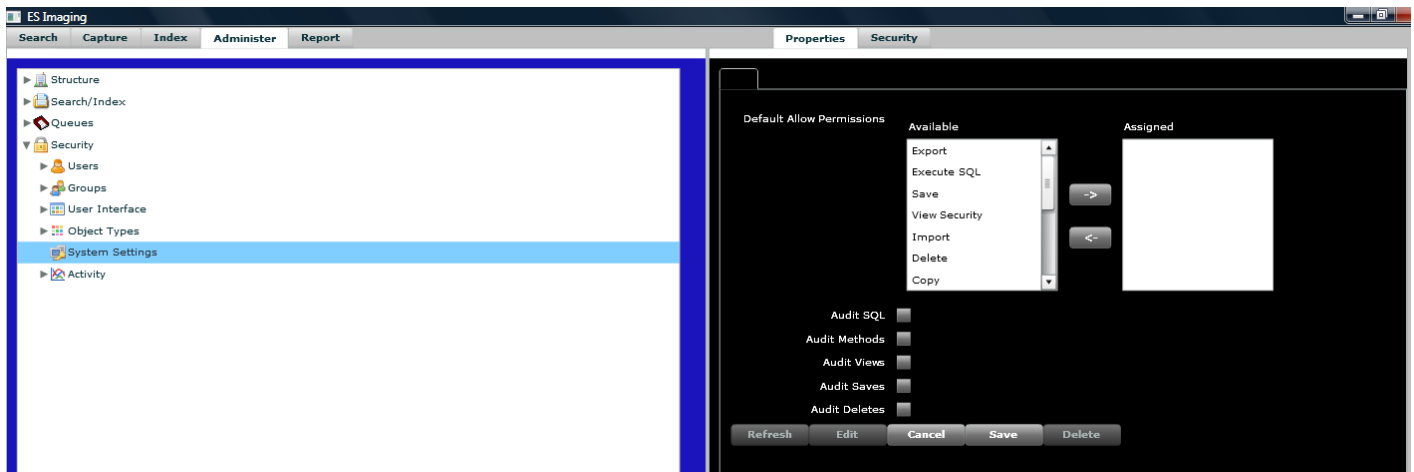 ES Imaging
Search Capture Index Administer Report
Properties Security
Structure
Search/Index
Queues
Security
Users
Groups
User Interface
Object Types
System Settings
Activity
Default Allow Permissions
Available
Assigned
Export
Execute SQL
Save
View Security
Import
Delete
Copy
->
<-
Audit SQL
Audit Methods
Audit Views
Audit Saves
Audit Deletes
Refresh Edit Cancel Save Delete